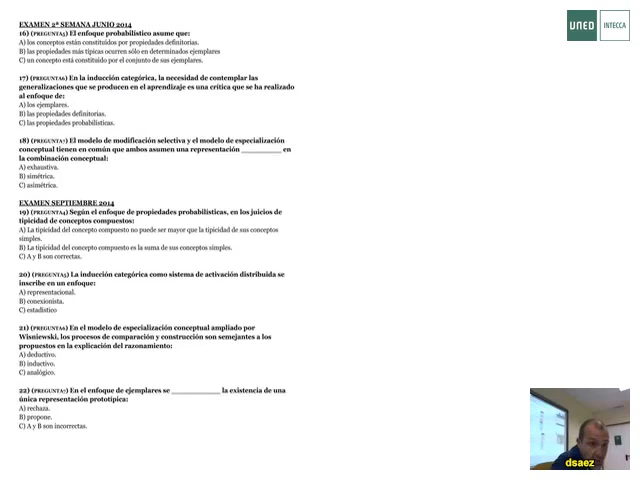 EXAMEN 2ª SEMANA JUNIO 2014
16) (PREGUNTA5) El enfoque probabilístico asume que:
A) los conceptos están constituidos por propiedades definitorias.
B) las propiedades más típicas ocurren sólo en determinados ejemplares
C) un concepto está constituido por el conjunto de sus ejemplares.
17) (PREGUNTA6) En la inducción categórica, la necesidad de contemplar las
generalizaciones que se producen en el aprendizaje es una crítica que se ha realizado
al enfoque de:
A) los ejemplares.
B) las propiedades definitorias.
C) las propiedades probabilísticas.
18) (PREGUNTA7) El modelo de modificación selectiva y el modelo de especialización
conceptual tienen en común que ambos asumen una representación _________ en
la combinación conceptual:
A) exhaustiva.
B) simétrica.
C) asimétrica.
EXAMEN SEPTIEMBRE 2014
19) (PREGUNTA4) Según el enfoque de propiedades probabilísticas, en los juicios de
tipicidad de conceptos compuestos:
A) La tipicidad del concepto compuesto no puede ser mayor que la tipicidad de sus conceptos
simples.
B) La tipicidad del concepto compuesto es la suma de sus conceptos simples.
C) A y B son correctas.
20) (PREGUNTA5) La inducción categórica como sistema de activación distribuida se
inscribe en un enfoque:
A) representacional.
B) conexionista.
C) estadístico
21) (PREGUNTA6) En el modelo de especialización conceptual ampliado por
Wisniewski, los procesos de comparación y construcción son semejantes a los
propuestos en la explicación del razonamiento:
A) deductivo.
B) inductivo.
C) analógico.
22) (PREGUNTA7) En el enfoque de ejemplares se ___________ la existencia de una
única representación prototípica:
A) rechaza.
B) propone.
C) A y B son incorrectas.
UNED INTECCA
dsaez